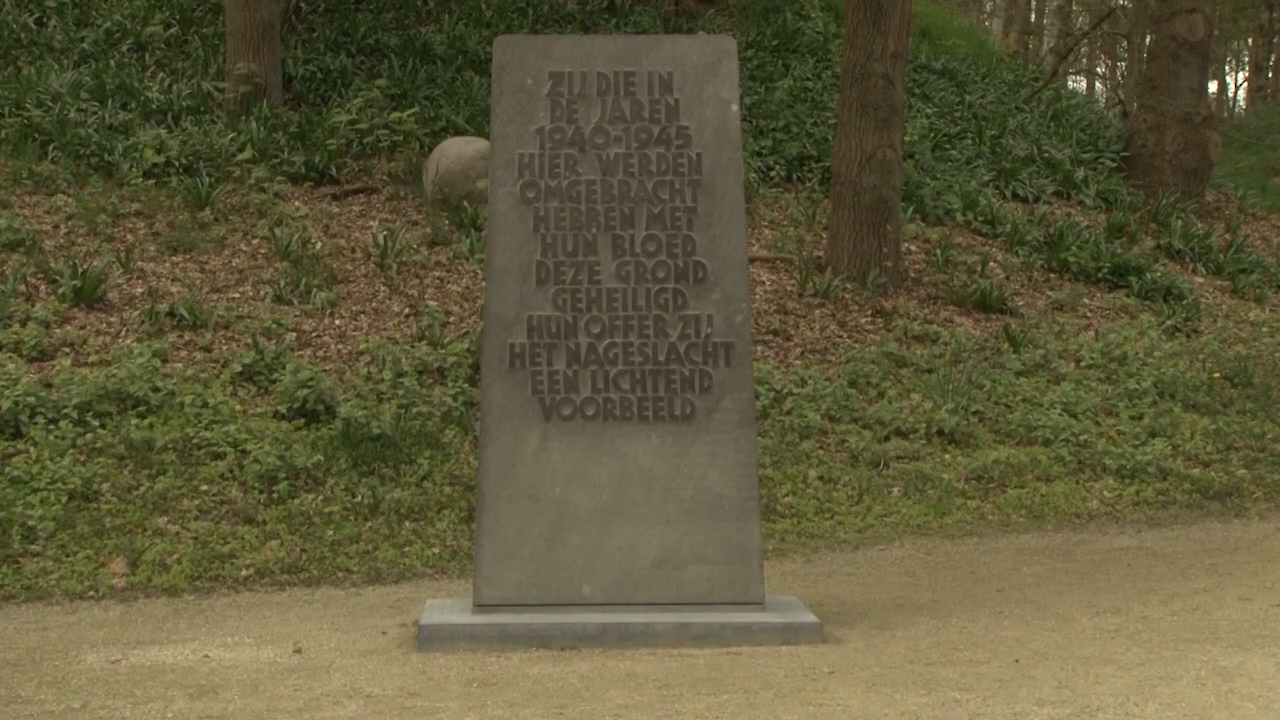 ZIJ DIE IN
DE JAREN
1940-1945
HIER WERDEN
OMGEBRACHT
HEBBEN MET
HUN BLOED
DEZE GROND
GEHEILIGD
HUN OFFER ZIJ
HET NAGESLACHT
EEN LICHTEND
VOORBEELD